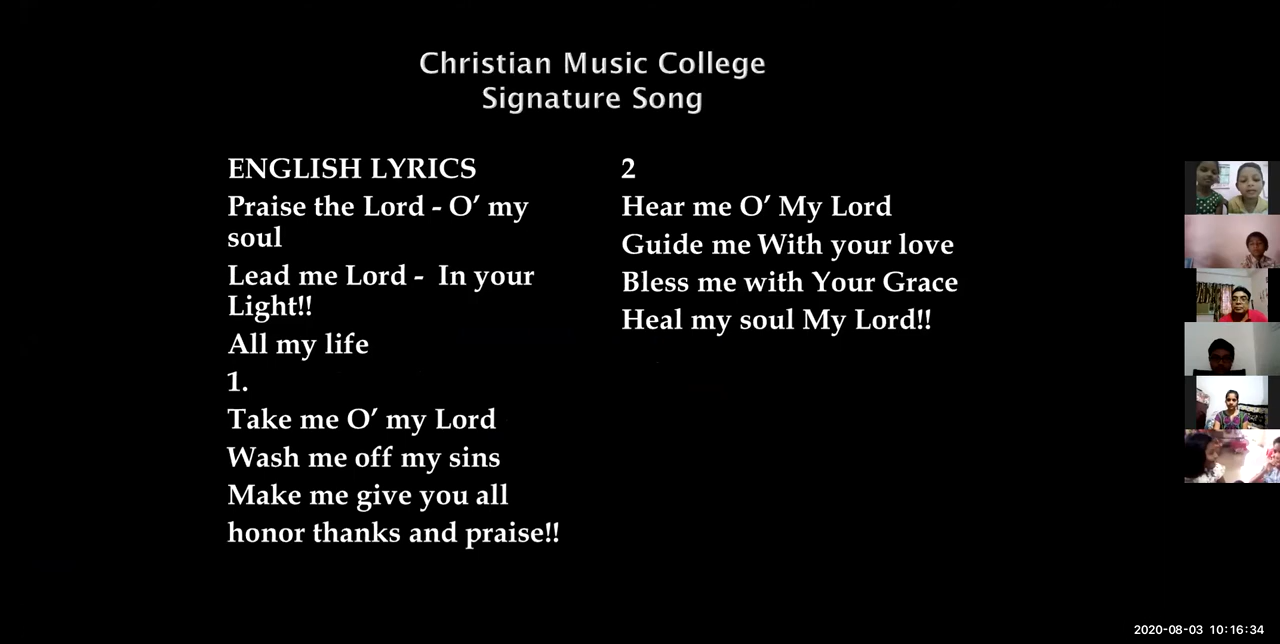 Christian Music College
Signature Song
ENGLISH LYRICS
Praise the Lord - O’ my
soul
Lead me Lord -  In your
Light!!
All my life
1.
Take me O’ my Lord
Wash me off my sins
Make me give you all
honor thanks and praise!!
2
Hear me O’ My Lord
Guide me With your love
Bless me with Your Grace
Heal my soul My Lord!!
2020-08-03 10:16:34